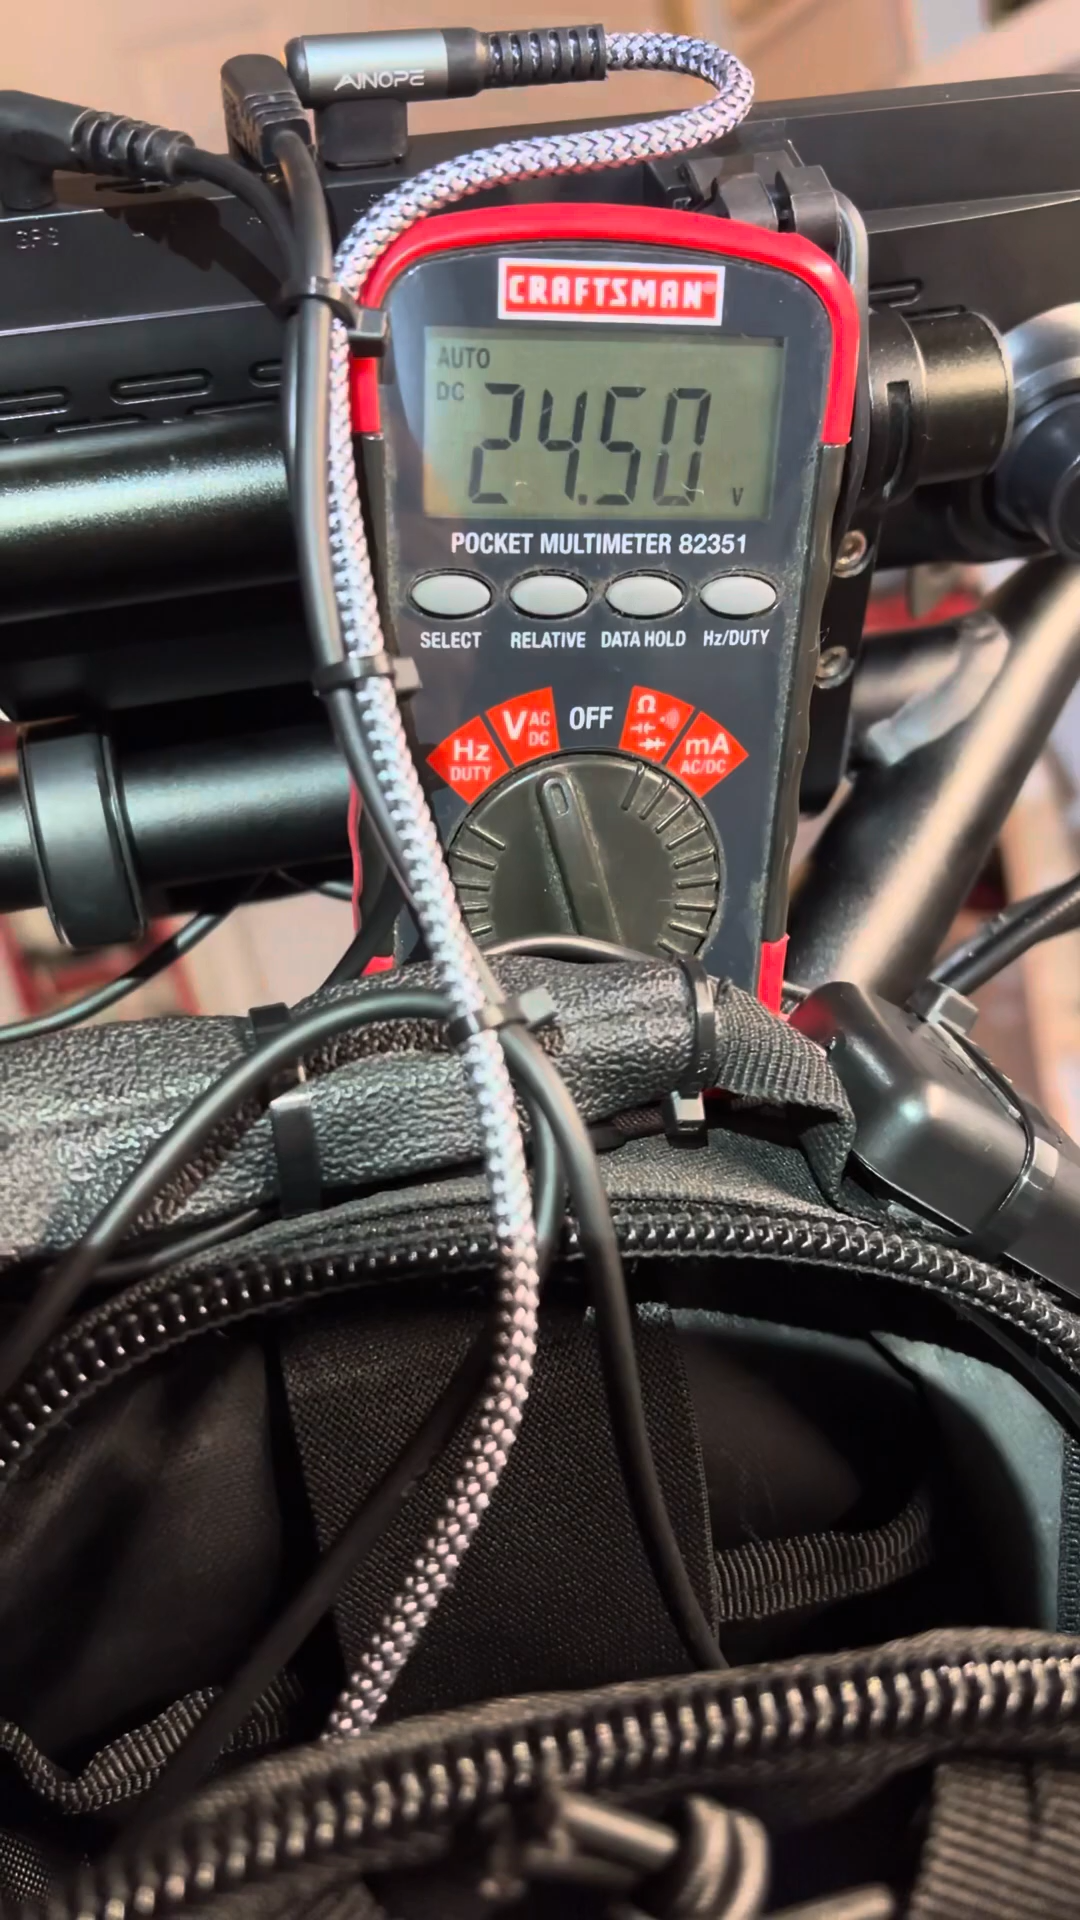 AINOPE
GPS
CRAFTSMAN®
AUTO
DC
24.50
V
POCKET MULTIMETER 82351
SELECT RELATIVE DATA HOLD Hz/DUTY
OFF
V AC DC
Ω
Hz DUTY
mA AC/DC